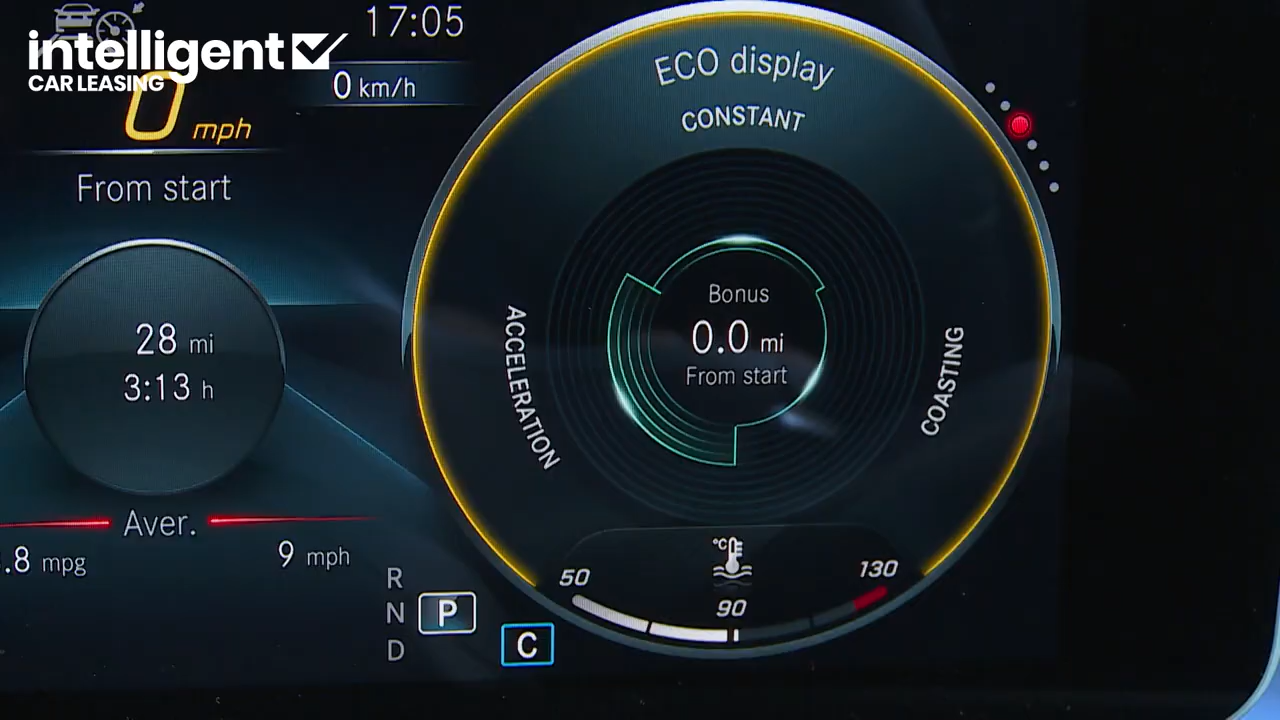 intelligent
CAR LEASING
17:05
0 km/h
0 mph
From start
28 mi
3:13 h
Aver.
.8 mpg
9 mph
R
N
D
P
C
ECO display
CONSTANT
ACCELERATION
COASTING
Bonus
0.0 mi
From start
°C
50
90
130